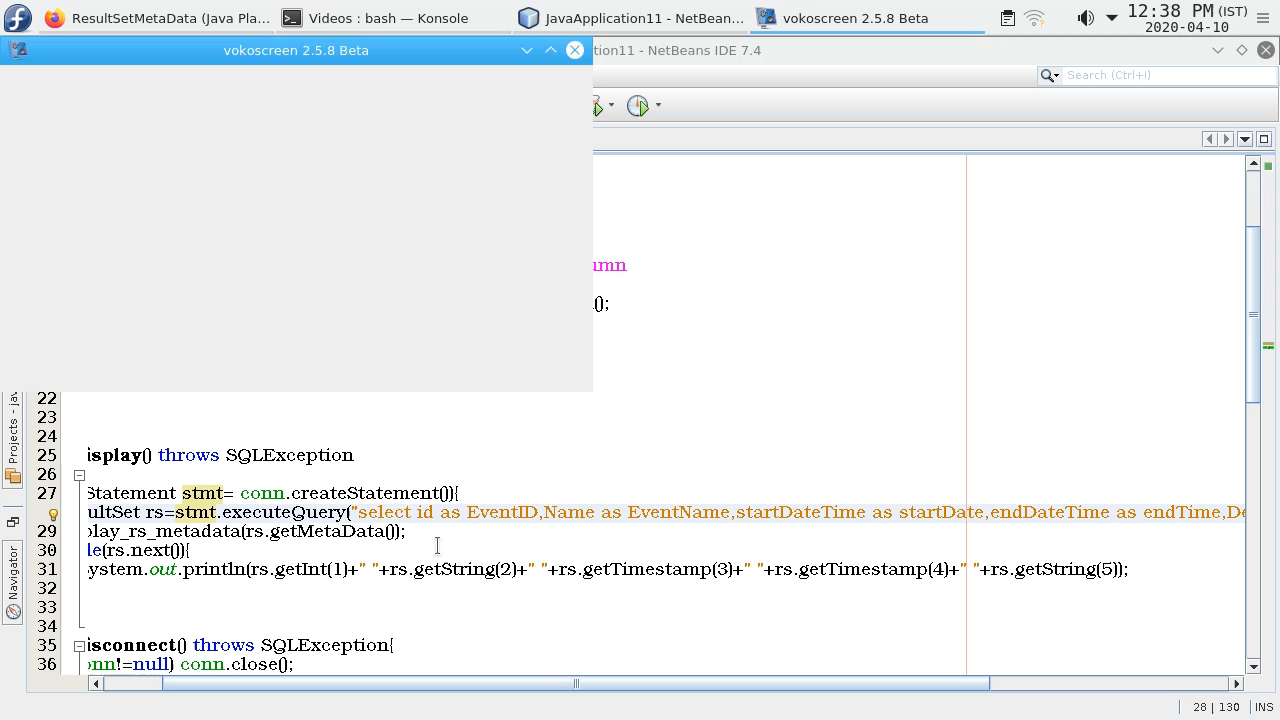 ResultSetMetaData (Java Pla...
Videos : bash — Konsole
JavaApplication11 - NetBean...
vokoscreen 2.5.8 Beta
12:38 PM (IST)
2020-04-10
vokoscreen 2.5.8 Beta
tion11 - NetBeans IDE 7.4
Search (Ctrl+I)
umn
();
22
23
24
25 isplay() throws SQLException
26
27 Statement stmt= conn.createStatement()){
ultSet rs=stmt.executeQuery("select id as EventID,Name as EventName,startDateTime as startDate,endDateTime as endTime,De
29 play_rs_metadata(rs.getMetaData());
30 le(rs.next()){
31 ystem.out.println(rs.getInt(1)+" "+rs.getString(2)+" "+rs.getTimestamp(3)+" "+rs.getTimestamp(4)+" "+rs.getString(5));
32
33
34
35 isconnect() throws SQLException{
36 onn!=null) conn.close();
Projects - jav
Navigator
28 | 130 INS